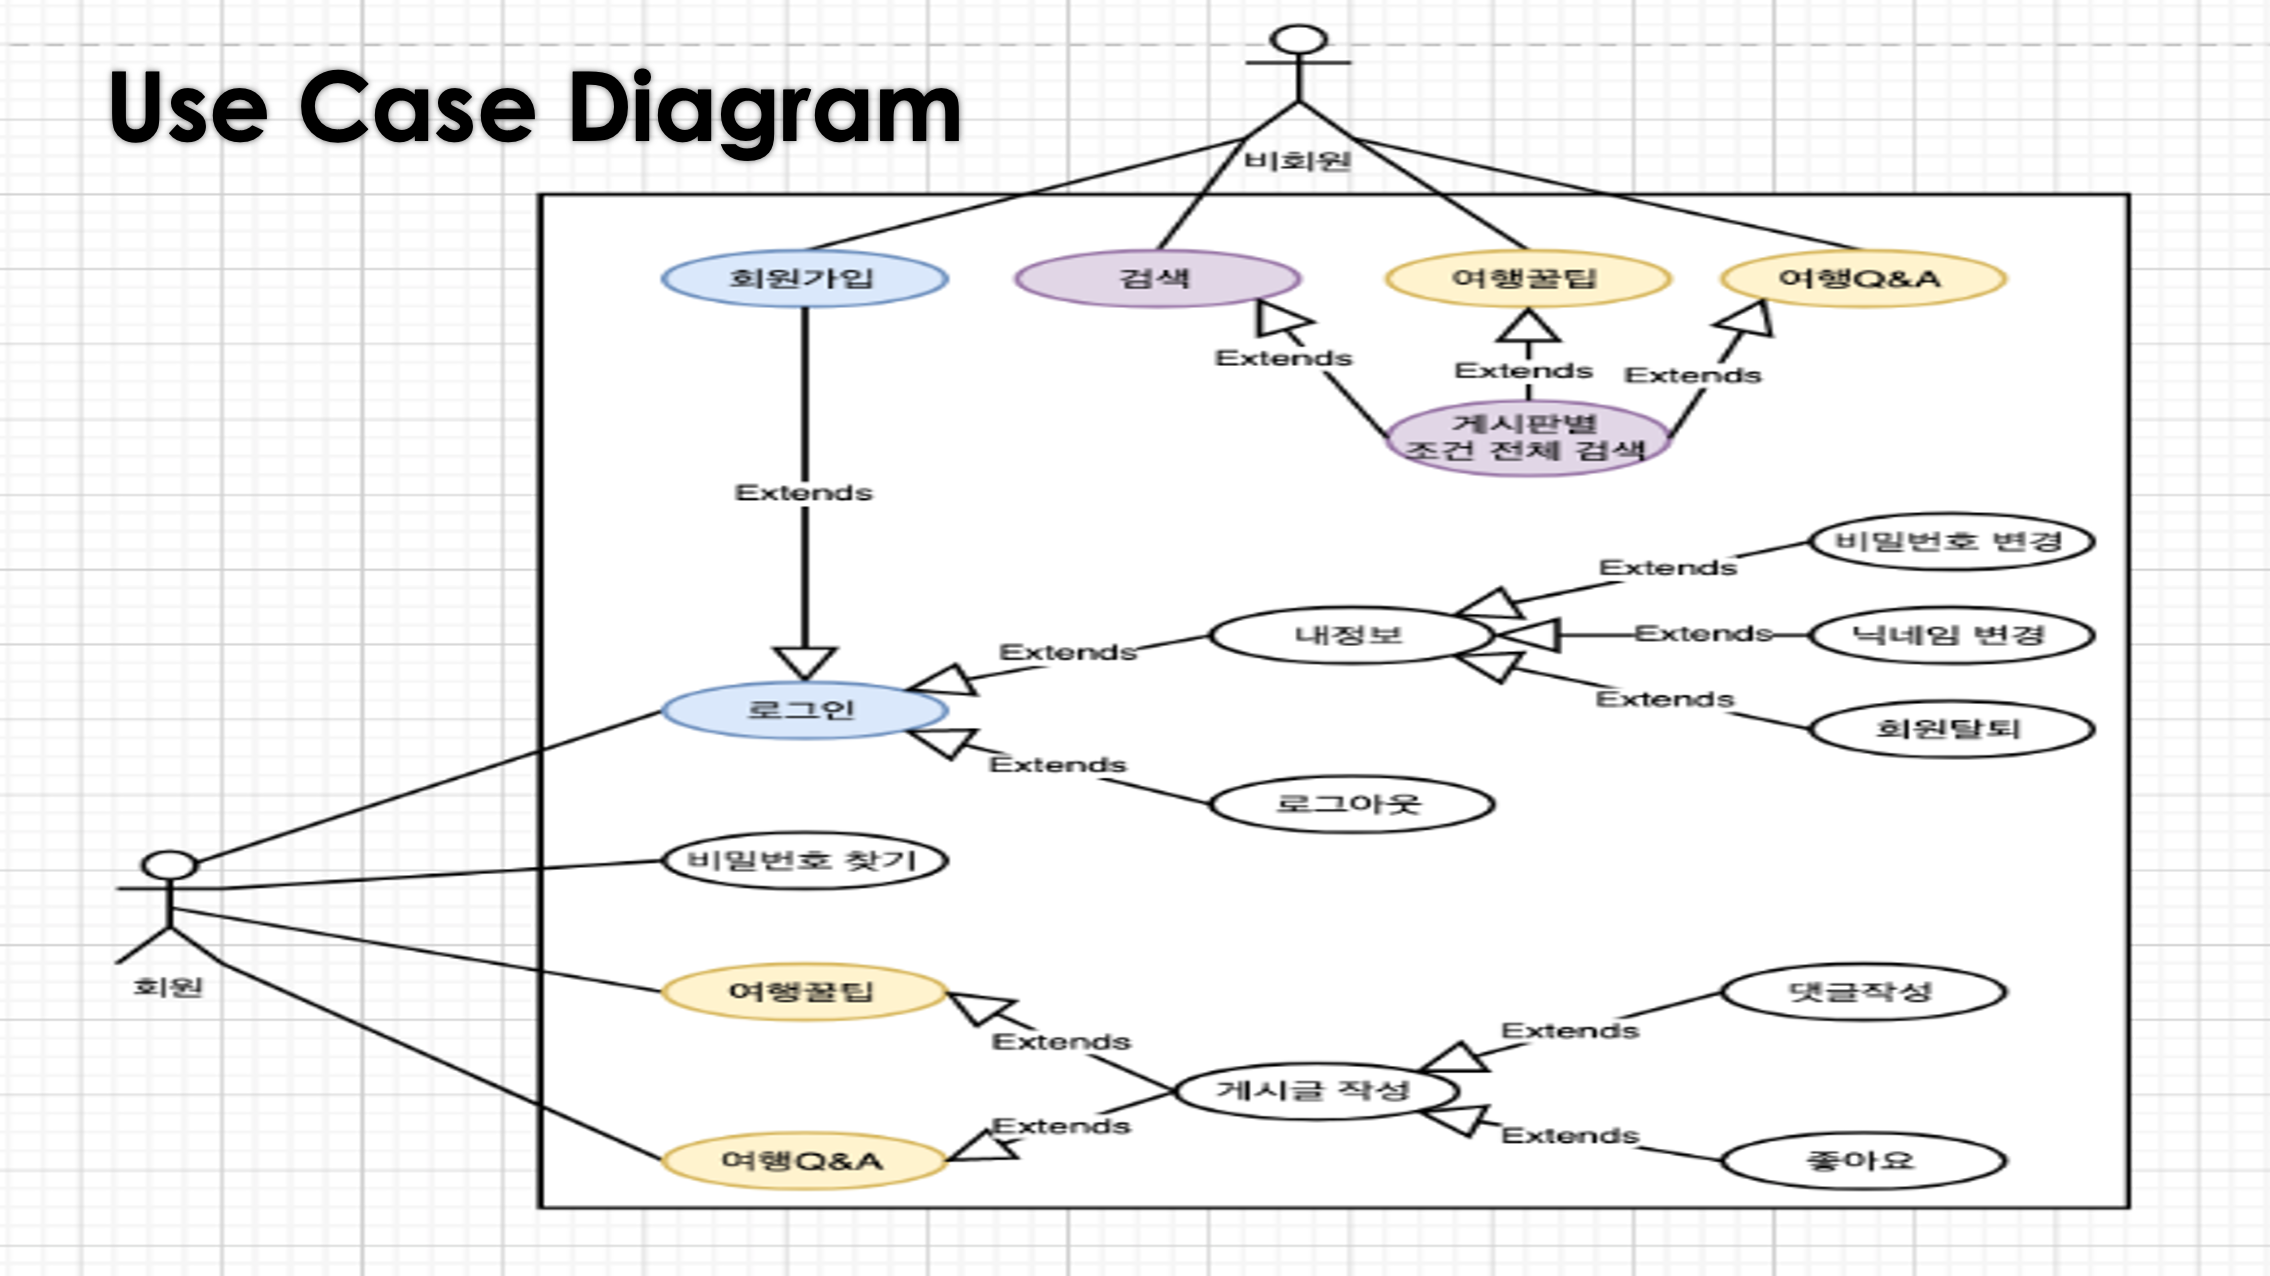 Use Case Diagram
비회원
회원가입
검색
여행꿀팁
여행Q&A
Extends
Extends
Extends
게시판별
조건 전체 검색
Extends
비밀번호 변경
Extends
내정보
Extends
닉네임 변경
Extends
Extends
로그인
회원탈퇴
Extends
로그아웃
비밀번호 찾기
회원
여행꿀팁
댓글작성
Extends
Extends
게시글 작성
Extends
Extends
여행Q&A
좋아요